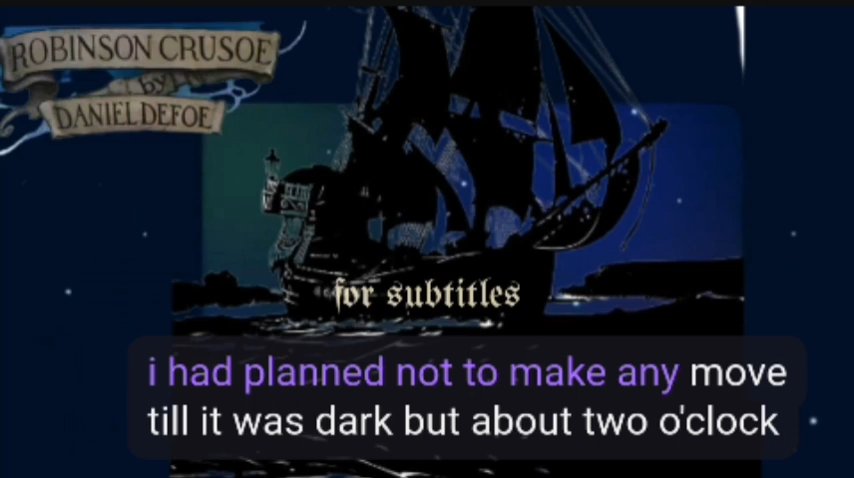 ROBINSON CRUSOE
by
DANIEL DEFOE
for subtitles
i had planned not to make any move
till it was dark but about two o'clock